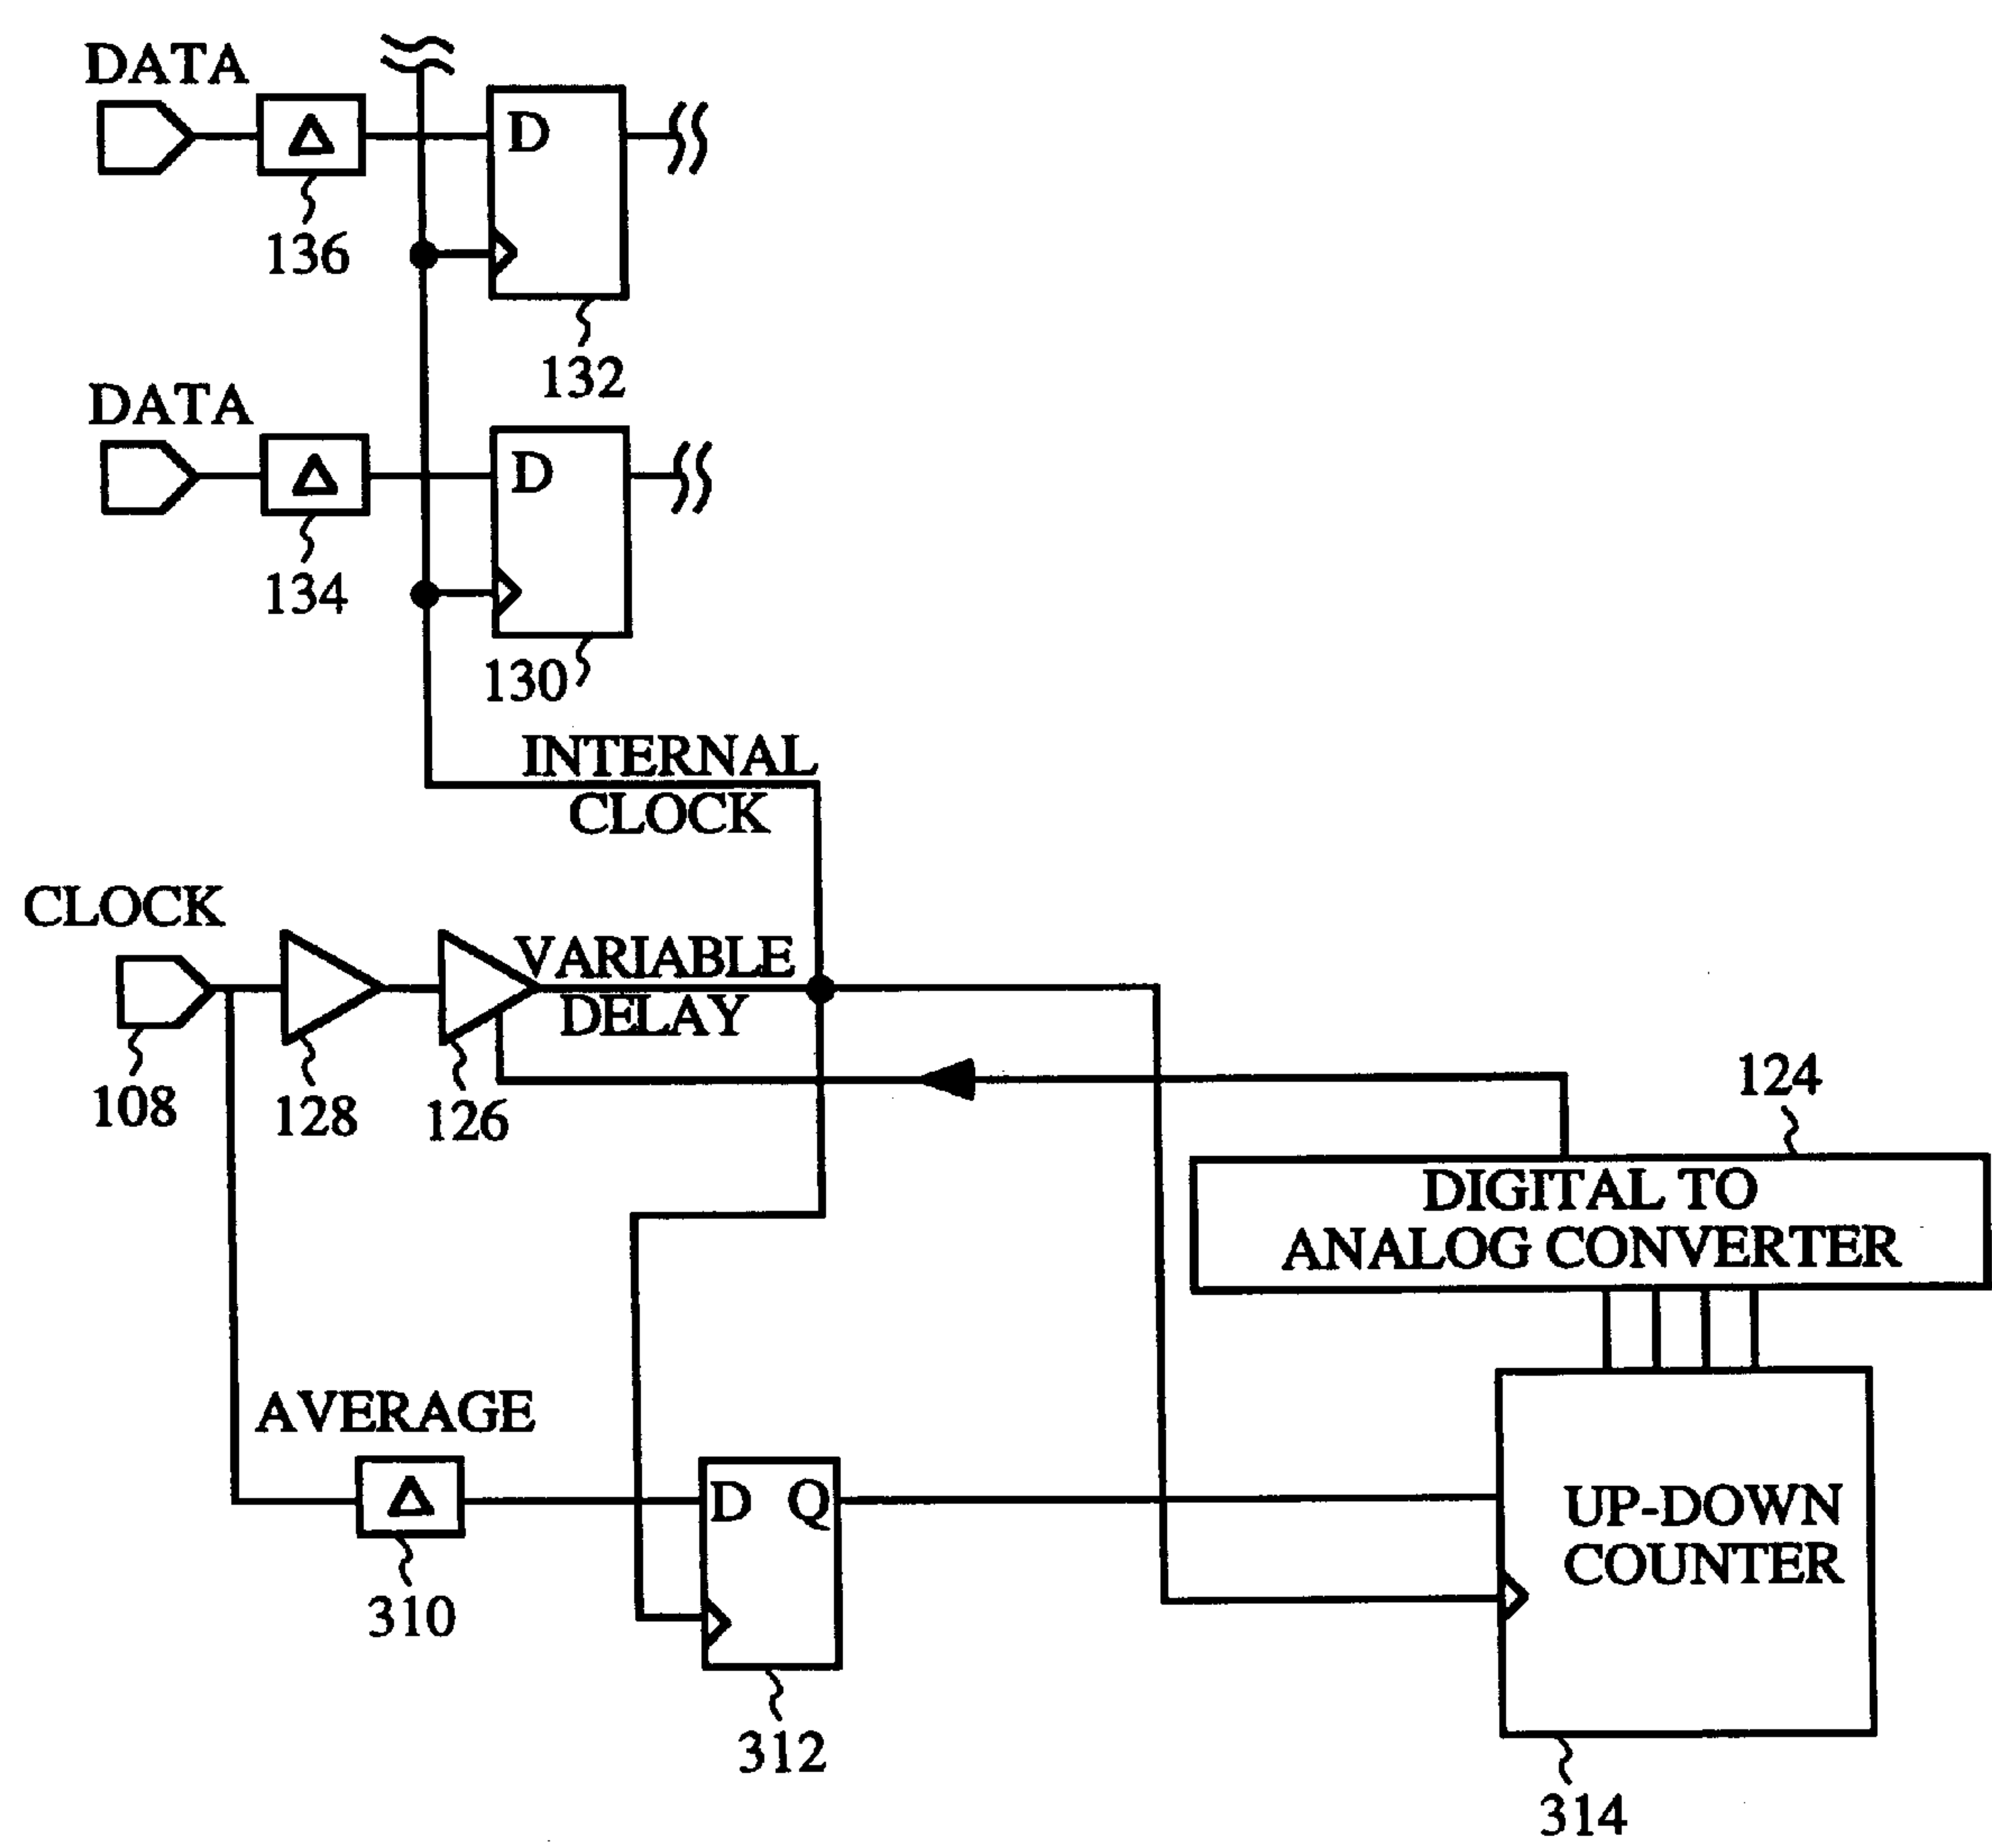 DATA
Δ
D
136
132
DATA
Δ
D
134
130
INTERNAL
CLOCK
CLOCK
VARIABLE
DELAY
108
128
126
124
DIGITAL TO
ANALOG CONVERTER
AVERAGE
Δ
D Q
UP-DOWN
COUNTER
310
312
314